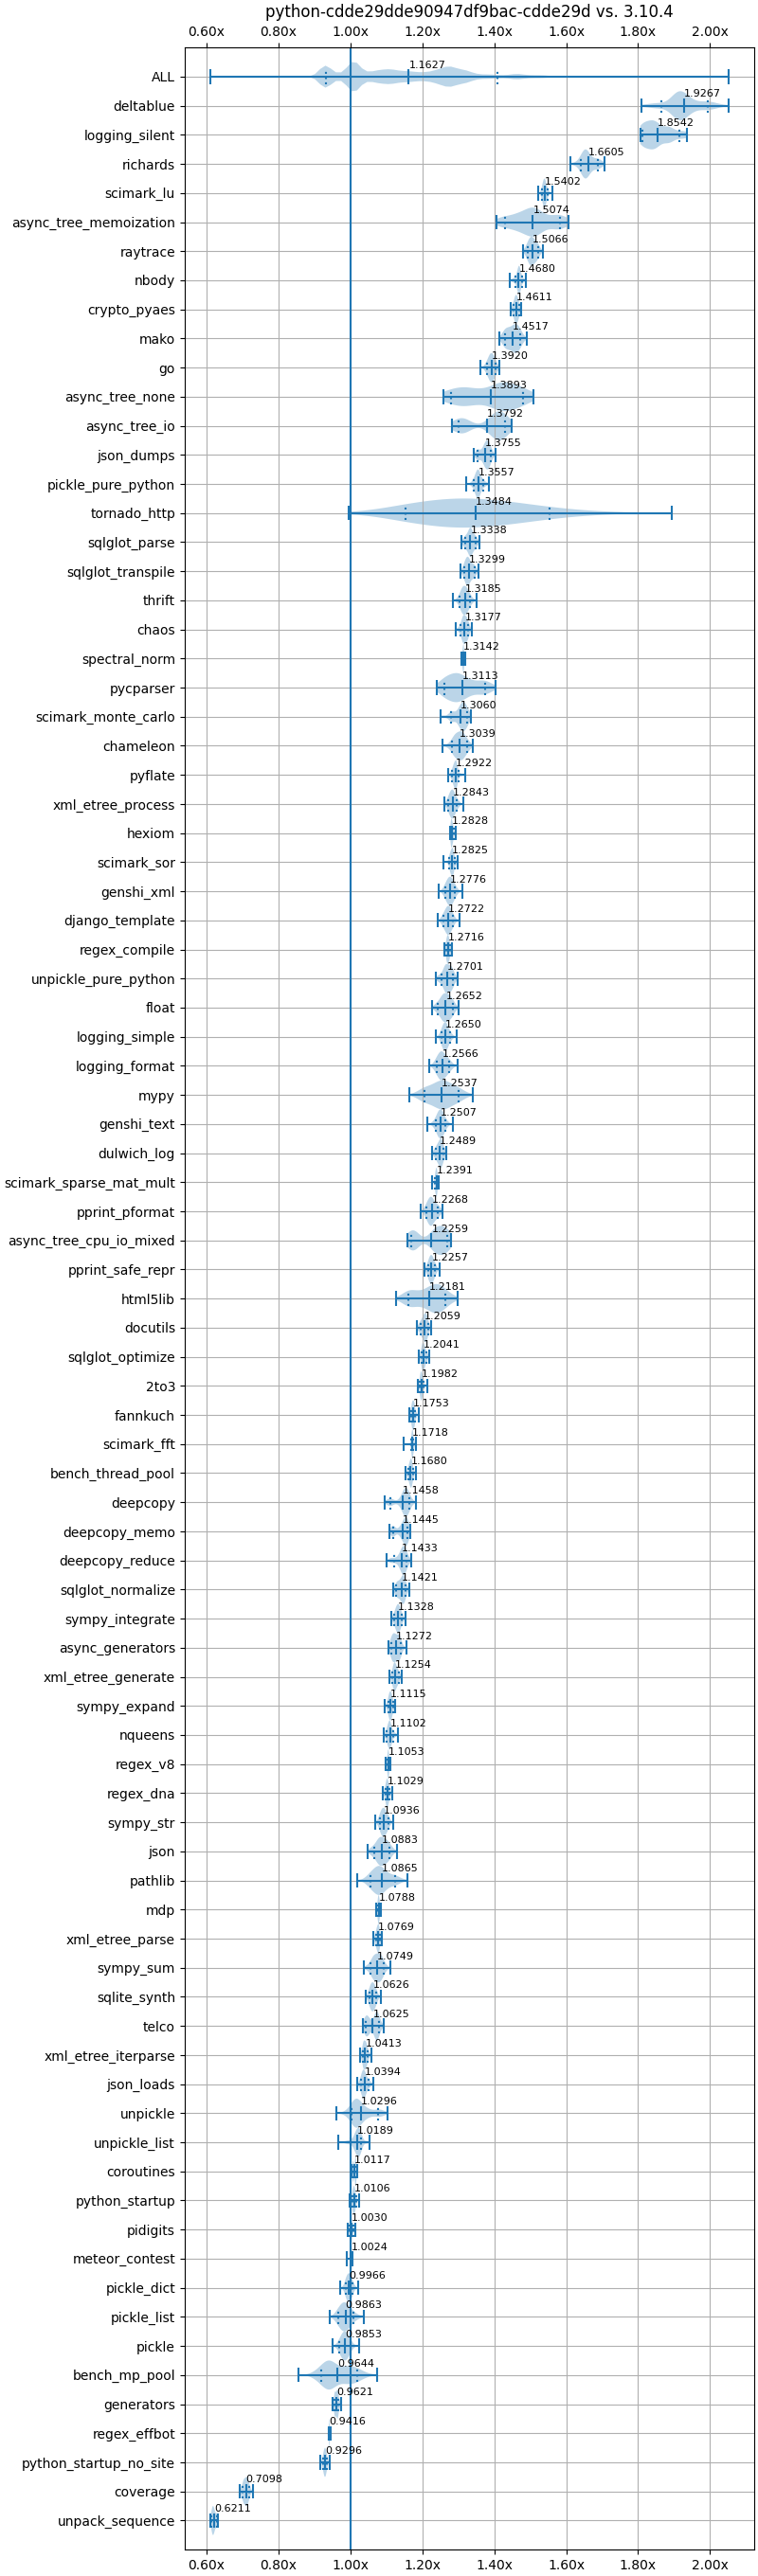 python-cdde29dde90947df9bac-cdde29d vs. 3.10.4
0.60x 0.80x 1.00x 1.20x 1.40x 1.60x 1.80x 2.00x
ALL 1.1627
deltablue 1.9267
logging_silent 1.8542
richards 1.6605
scimark_lu 1.5402
async_tree_memoization 1.5074
raytrace 1.5066
nbody 1.4680
crypto_pyaes 1.4611
mako 1.4517
go 1.3920
async_tree_none 1.3893
async_tree_io 1.3792
json_dumps 1.3755
pickle_pure_python 1.3557
tornado_http 1.3484
sqlglot_parse 1.3338
sqlglot_transpile 1.3299
thrift 1.3185
chaos 1.3177
spectral_norm 1.3142
pycparser 1.3113
scimark_monte_carlo 1.3060
chameleon 1.3039
pyflate 1.2922
xml_etree_process 1.2843
hexiom 1.2828
scimark_sor 1.2825
genshi_xml 1.2776
django_template 1.2722
regex_compile 1.2716
unpickle_pure_python 1.2701
float 1.2652
logging_simple 1.2650
logging_format 1.2566
mypy 1.2537
genshi_text 1.2507
dulwich_log 1.2489
scimark_sparse_mat_mult 1.2391
pprint_pformat 1.2268
async_tree_cpu_io_mixed 1.2259
pprint_safe_repr 1.2257
html5lib 1.2181
docutils 1.2059
sqlglot_optimize 1.2041
2to3 1.1982
fannkuch 1.1753
scimark_fft 1.1718
bench_thread_pool 1.1680
deepcopy 1.1458
deepcopy_memo 1.1445
deepcopy_reduce 1.1433
sqlglot_normalize 1.1421
sympy_integrate 1.1328
async_generators 1.1272
xml_etree_generate 1.1254
sympy_expand 1.1115
nqueens 1.1102
regex_v8 1.1053
regex_dna 1.1029
sympy_str 1.0936
json 1.0883
pathlib 1.0865
mdp 1.0788
xml_etree_parse 1.0769
sympy_sum 1.0749
sqlite_synth 1.0626
telco 1.0625
xml_etree_iterparse 1.0413
json_loads 1.0394
unpickle 1.0296
unpickle_list 1.0189
coroutines 1.0117
python_startup 1.0106
pidigits 1.0030
meteor_contest 1.0024
pickle_dict 0.9966
pickle_list 0.9863
pickle 0.9853
bench_mp_pool 0.9644
generators 0.9621
regex_effbot 0.9416
python_startup_no_site 0.9296
coverage 0.7098
unpack_sequence 0.6211
0.60x 0.80x 1.00x 1.20x 1.40x 1.60x 1.80x 2.00x